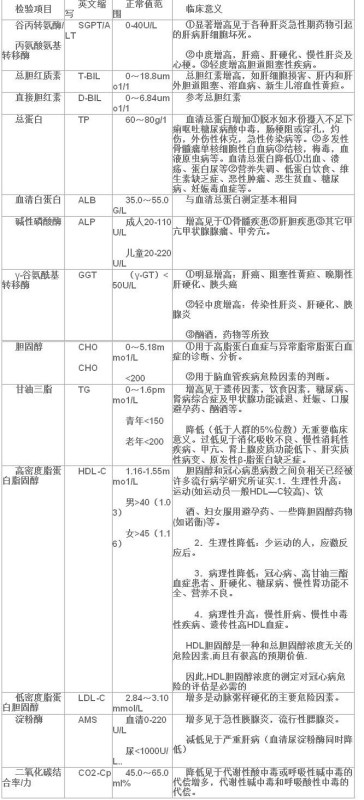 检验项目
英文缩写
正常值范围
临床意义
谷丙转氨酶/
丙氨酸氨基转移酶
SGPT/ALT
0-40U/L
①显著增高见于各种肝炎急性期药物引起的肝病肝细胞坏死。
②中度增高，肝癌、肝硬化、慢性肝炎及心梗。③轻度增高胆道阻塞性疾病。
总胆红质素
T-BIL
0～18.8umol/1
总胆红素增高，如肝细胞损害、肝内和肝外胆道阻塞、溶血病、新生儿溶血性黄疸。
直接胆红素
D-BIL
0～6.84umol/1
参考总胆红素
总蛋白
TP
60～80g/1
血清总蛋白增加①脱水如水份摄入不足下痢呕吐糖尿病酸中毒，肠梗阻或穿孔，灼伤，外伤性休克，急性传染病等。②多发性骨髓瘤单核细胞性白血病③结核，梅毒，血液原虫病等。血清总蛋白降低①出血、溃疡、蛋白尿等②营养失调、低蛋白饮食、维生素缺乏症、恶性肿瘤、恶性贫血、糖尿病、妊娠毒血症等。
血清白蛋白
ALB
35.0～55.0G/L
与血清总蛋白测定基本相同
碱性磷酸酶
ALP
成人20-110U/L
儿童20-220U/L
增高见于①骨髓疾患②肝胆疾患③其它甲亢甲状腺腺瘤、甲旁亢。
γ-谷氨酰基转移酶
GGT
（γ-GT）<50U/L
①明显增高：肝癌、阻塞性黄疸、晚期性肝硬化、胰头癌
②轻中度增高：传染性肝炎、肝硬化、胰腺炎
③酗酒，药物等所致
胆固醇
CHO
CHO
0～5.18mmo1/L
<200
①用于高脂蛋白血症与异常脂常脂蛋白血症的诊断、分析。
②用于脑血管疾病危险因素的判断。
甘油三脂
TG
0～1.6pmmo1/L
青年<150
老年<200
增高见于遗传因素，饮食因素，糖尿病、肾病综合症及甲状腺功能减退、妊娠、口服避孕药、酗酒等。
降低（低于人群的5%位数）无重要临床意义。过低见于消化吸收不良、慢性消耗性疾病、甲亢、肾上腺皮质功能低下、肝实质性病变、原发性β-脂蛋白缺乏症。
高密度脂蛋白脂固醇
HDL-C
1.16-1.55mmo1/L
男>40（1.03）
女>45（1.16）
胆固醇和冠心病患病数之间负相关已经被许多流行病学研究所证实.1. 生理性升高：运动(如运动员一般HDL—C较高)、饮
酒、妇女服用避孕药、一些降胆固醇药物(如诺衡)等。
2. 生理性降低：少运动的人，应激反应后。
3. 病理性降低：冠心病、高甘油三酯血症患者、肝硬化、糖尿病、慢性肾功能不全、营养不良。
4. 病理性升高：慢性肝病、慢性中毒性疾病、遗传性高HDL血症。
HDL胆固醇是一种和总胆固醇浓度无关的危险因素,而且有很高的预期价值.
因此,HDL胆固醇浓度的测定对冠心病危险的评估是必需的
低密度脂蛋白胆固醇
LDL-C
2.84～3.10mmol/L
增多是动脉粥样硬化的主要危险因素。
淀粉酶
AMS
血清0-220U/L
尿<1000U/L..
增多见于急性胰腺炎，流行性腮腺炎。
减低见于严重肝病（血清尿淀粉酶同时降低）
二氧化碳结合率/力
CO2-Cp
45.0～65.0ml%
降低见于代谢性酸中毒或呼吸性碱中毒的代偿增多，代谢性碱中毒和呼吸酸性中毒的代偿。